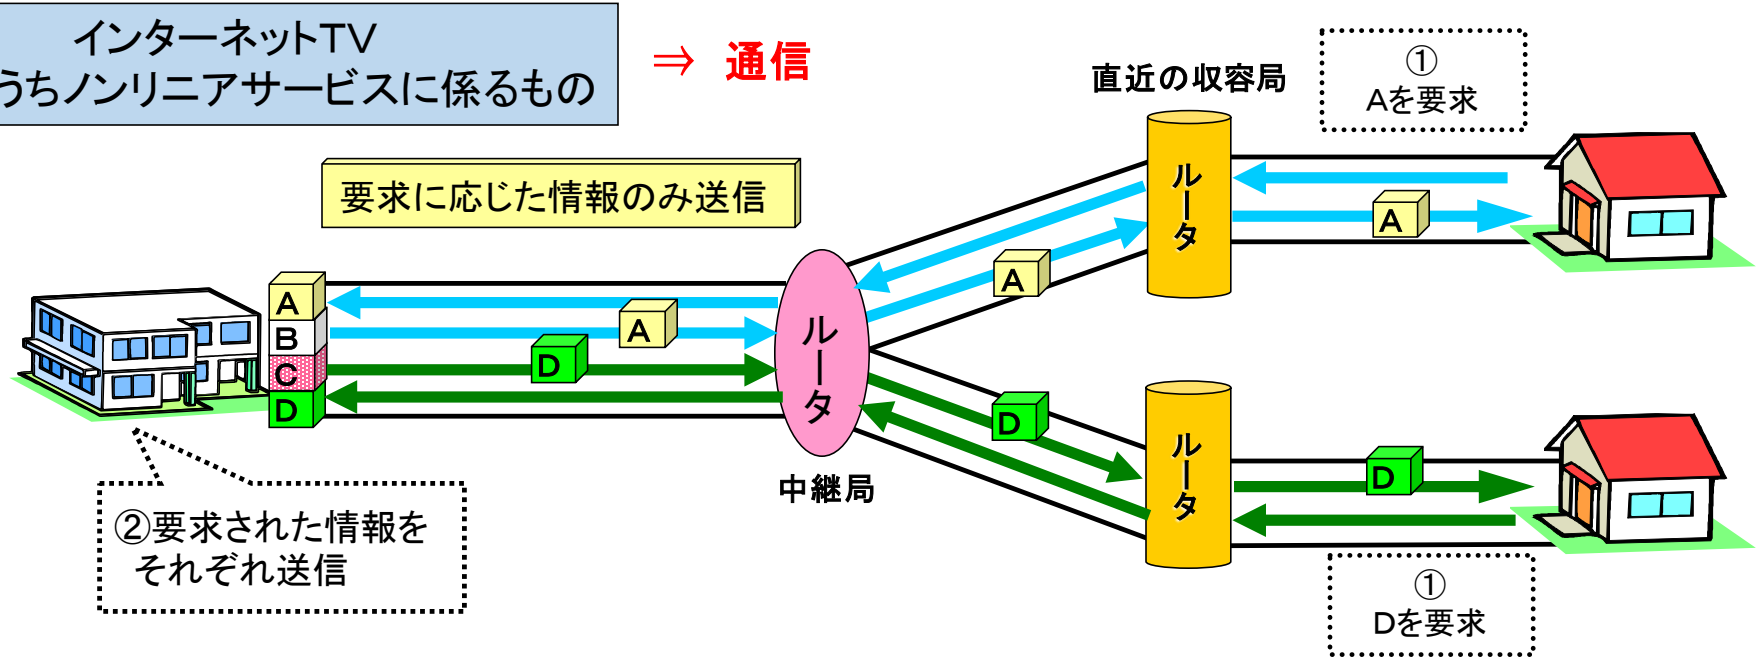 インターネットTV
うちノンリニアサービスに係るもの
⇒ 通信
直近の収容局
①
Aを要求
要求に応じた情報のみ送信
ルータ
A
A
A
B
C
D
A
D
ルータ
D
ルータ
D
中継局
②要求された情報を
それぞれ送信
①
Dを要求